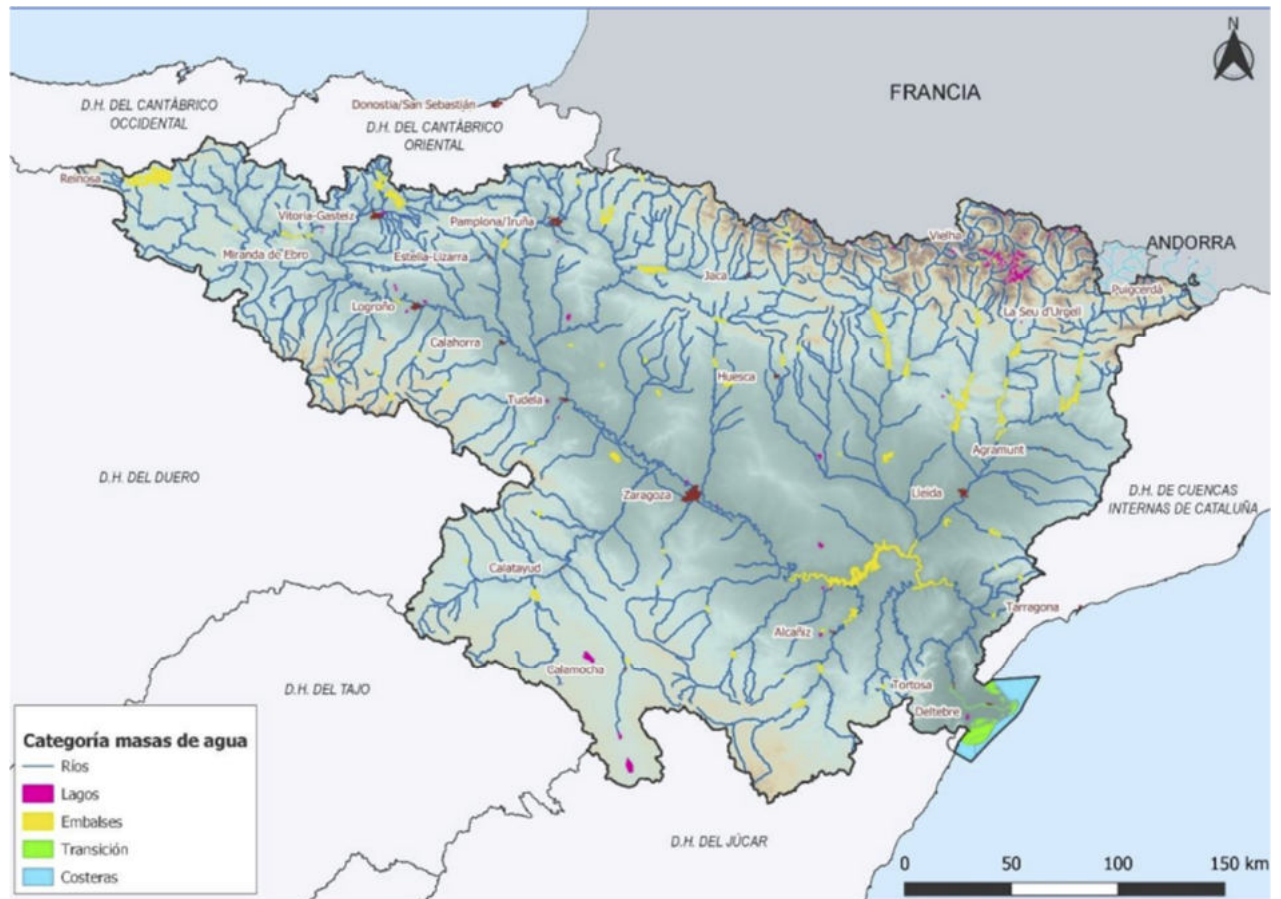 N
FRANCIA
D.H. DEL CANTÁBRICO
OCCIDENTAL
Donostia/San Sebastián
D.H. DEL CANTÁBRICO
ORIENTAL
Reinosa
Vitoria-Gasteiz
Pamplona/Iruña
Vielha
ANDORRA
Miranda de Ebro
Estella-Lizarra
Jaca
Puigcerdá
Logroño
La Seu d'Urgell
Calahorra
Huesca
Tudela
Agramunt
D.H. DEL DUERO
Zaragoza
Lleida
D.H. DE CUENCAS
INTERNAS DE CATALUÑA
Calatayud
Tarragona
Alcañiz
Calamocha
D.H. DEL TAJO
Tortosa
Deltebre
Categoría masas de agua
Ríos
Lagos
Embalses
Transición
Costeras
D.H. DEL JÚCAR
0 50 100 150 km